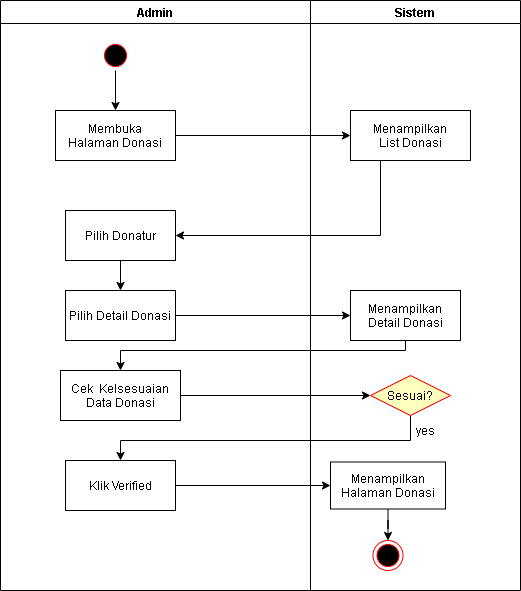 Admin
Sistem
Membuka
Halaman Donasi
Menampilkan
List Donasi
Pilih Donatur
Pilih Detail Donasi
Menampilkan
Detail Donasi
Cek Kelsesuaian
Data Donasi
Sesuai?
yes
Klik Verified
Menampilkan
Halaman Donasi